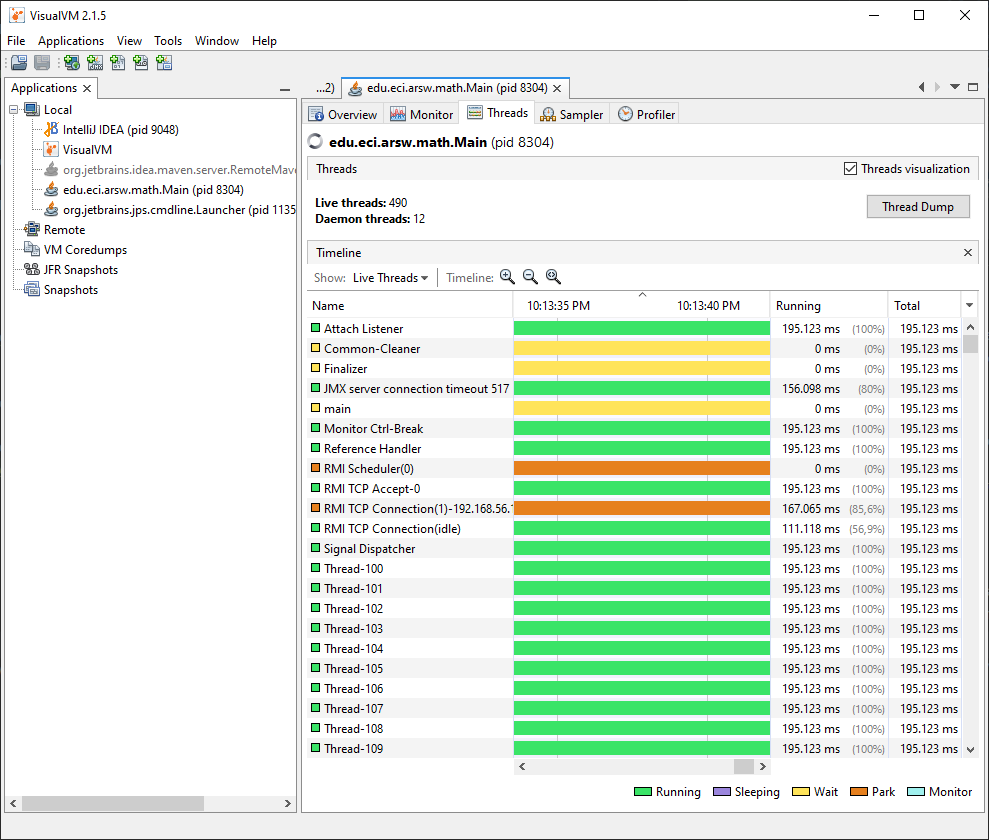 VisualVM 2.1.5
File Applications View Tools Window Help
Applications
Local
IntelliJ IDEA (pid 9048)
VisualVM
org.jetbrains.idea.maven.server.RemoteMav
edu.eci.arsw.math.Main (pid 8304)
org.jetbrains.jps.cmdline.Launcher (pid 1135
Remote
VM Coredumps
JFR Snapshots
Snapshots
...2) edu.eci.arsw.math.Main (pid 8304)
Overview Monitor Threads Sampler Profiler
edu.eci.arsw.math.Main (pid 8304)
Threads Threads visualization
Live threads: 490
Daemon threads: 12
Thread Dump
Timeline
Show: Live Threads Timeline:
Name 10:13:35 PM 10:13:40 PM Running Total
Attach Listener 195.123 ms (100%) 195.123 ms
Common-Cleaner 0 ms (0%) 195.123 ms
Finalizer 0 ms (0%) 195.123 ms
JMX server connection timeout 517 156.098 ms (80%) 195.123 ms
main 0 ms (0%) 195.123 ms
Monitor Ctrl-Break 195.123 ms (100%) 195.123 ms
Reference Handler 195.123 ms (100%) 195.123 ms
RMI Scheduler(0) 0 ms (0%) 195.123 ms
RMI TCP Accept-0 195.123 ms (100%) 195.123 ms
RMI TCP Connection(1)-192.168.56.1 167.065 ms (85,6%) 195.123 ms
RMI TCP Connection(idle) 111.118 ms (56,9%) 195.123 ms
Signal Dispatcher 195.123 ms (100%) 195.123 ms
Thread-100 195.123 ms (100%) 195.123 ms
Thread-101 195.123 ms (100%) 195.123 ms
Thread-102 195.123 ms (100%) 195.123 ms
Thread-103 195.123 ms (100%) 195.123 ms
Thread-104 195.123 ms (100%) 195.123 ms
Thread-105 195.123 ms (100%) 195.123 ms
Thread-106 195.123 ms (100%) 195.123 ms
Thread-107 195.123 ms (100%) 195.123 ms
Thread-108 195.123 ms (100%) 195.123 ms
Thread-109 195.123 ms (100%) 195.123 ms
Running Sleeping Wait Park Monitor